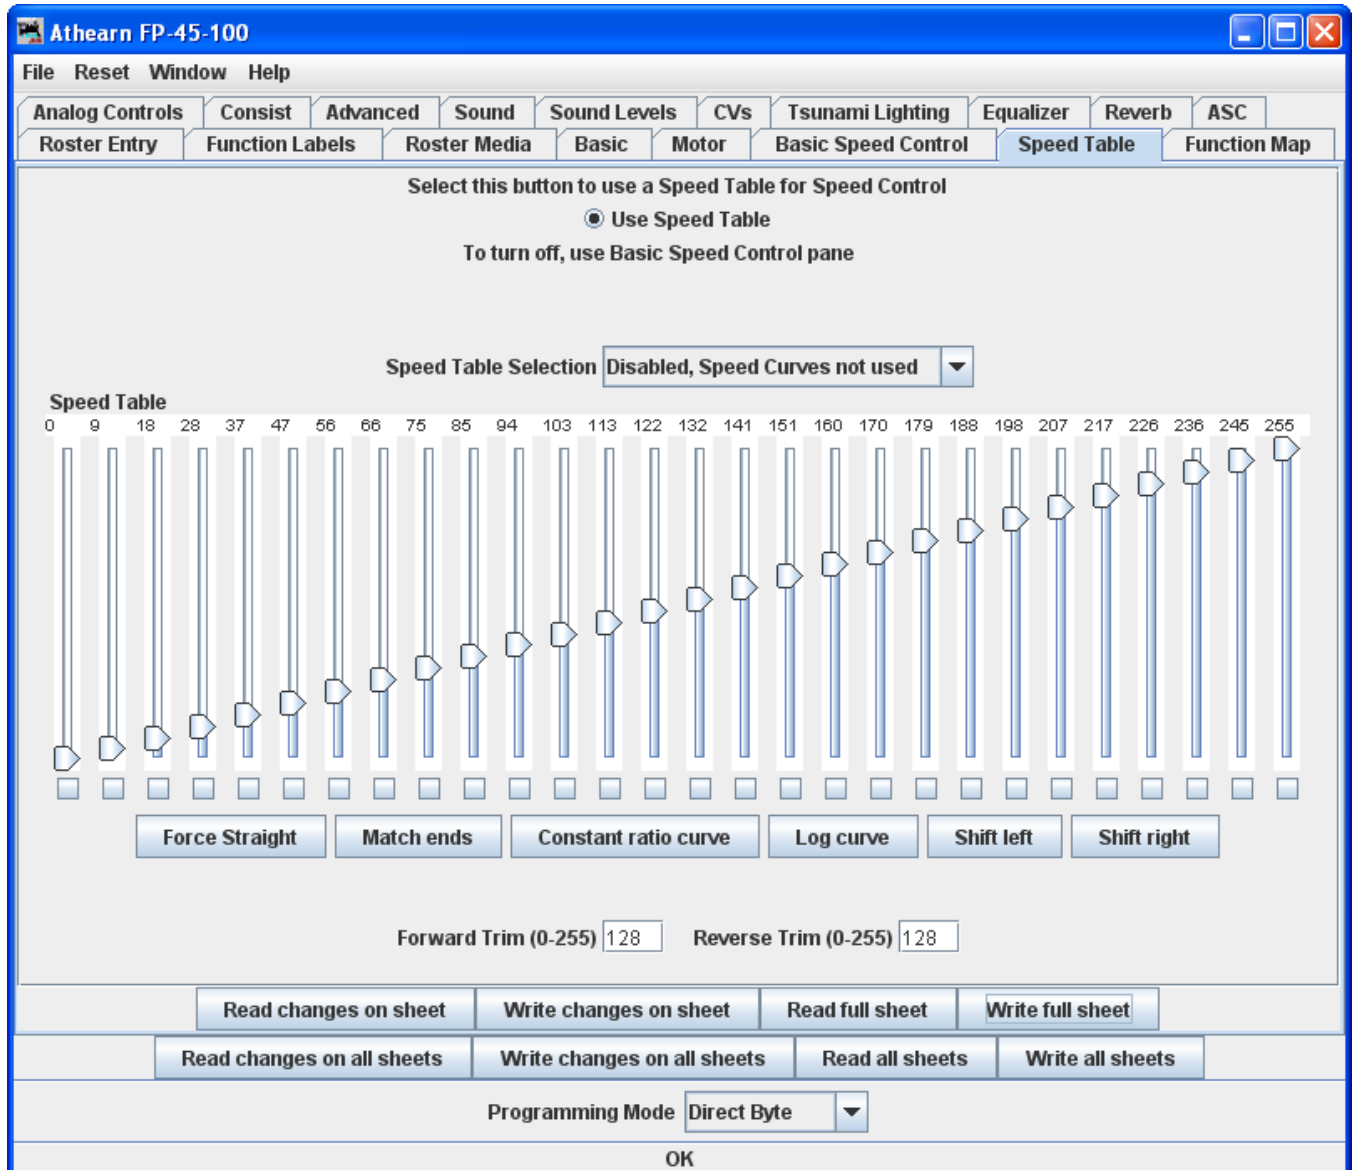 Athearn FP-45-100
File Reset Window Help
Analog Controls Consist Advanced Sound Sound Levels CVs Tsunami Lighting Equalizer Reverb ASC
Roster Entry Function Labels Roster Media Basic Motor Basic Speed Control Speed Table Function Map
Select this button to use a Speed Table for Speed Control
Use Speed Table
To turn off, use Basic Speed Control pane
Speed Table Selection Disabled, Speed Curves not used
Speed Table
0 9 18 28 37 47 56 66 75 85 94 103 113 122 132 141 151 160 170 179 188 198 207 217 226 236 245 255
Force Straight Match ends Constant ratio curve Log curve Shift left Shift right
Forward Trim (0-255) 128 Reverse Trim (0-255) 128
Read changes on sheet Write changes on sheet Read full sheet Write full sheet
Read changes on all sheets Write changes on all sheets Read all sheets Write all sheets
Programming Mode Direct Byte
OK